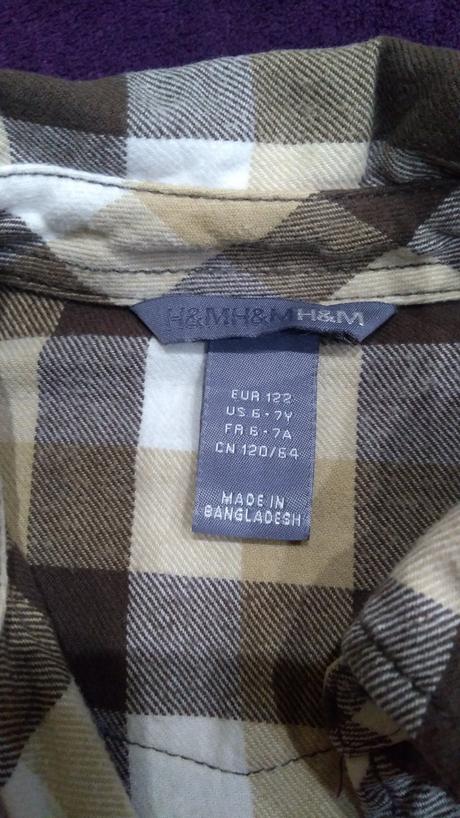 H&MH&MH&M
EUR 122
US 6-7Y
FR 6-7A
CN 120/64
MADE IN
BANGLADESH